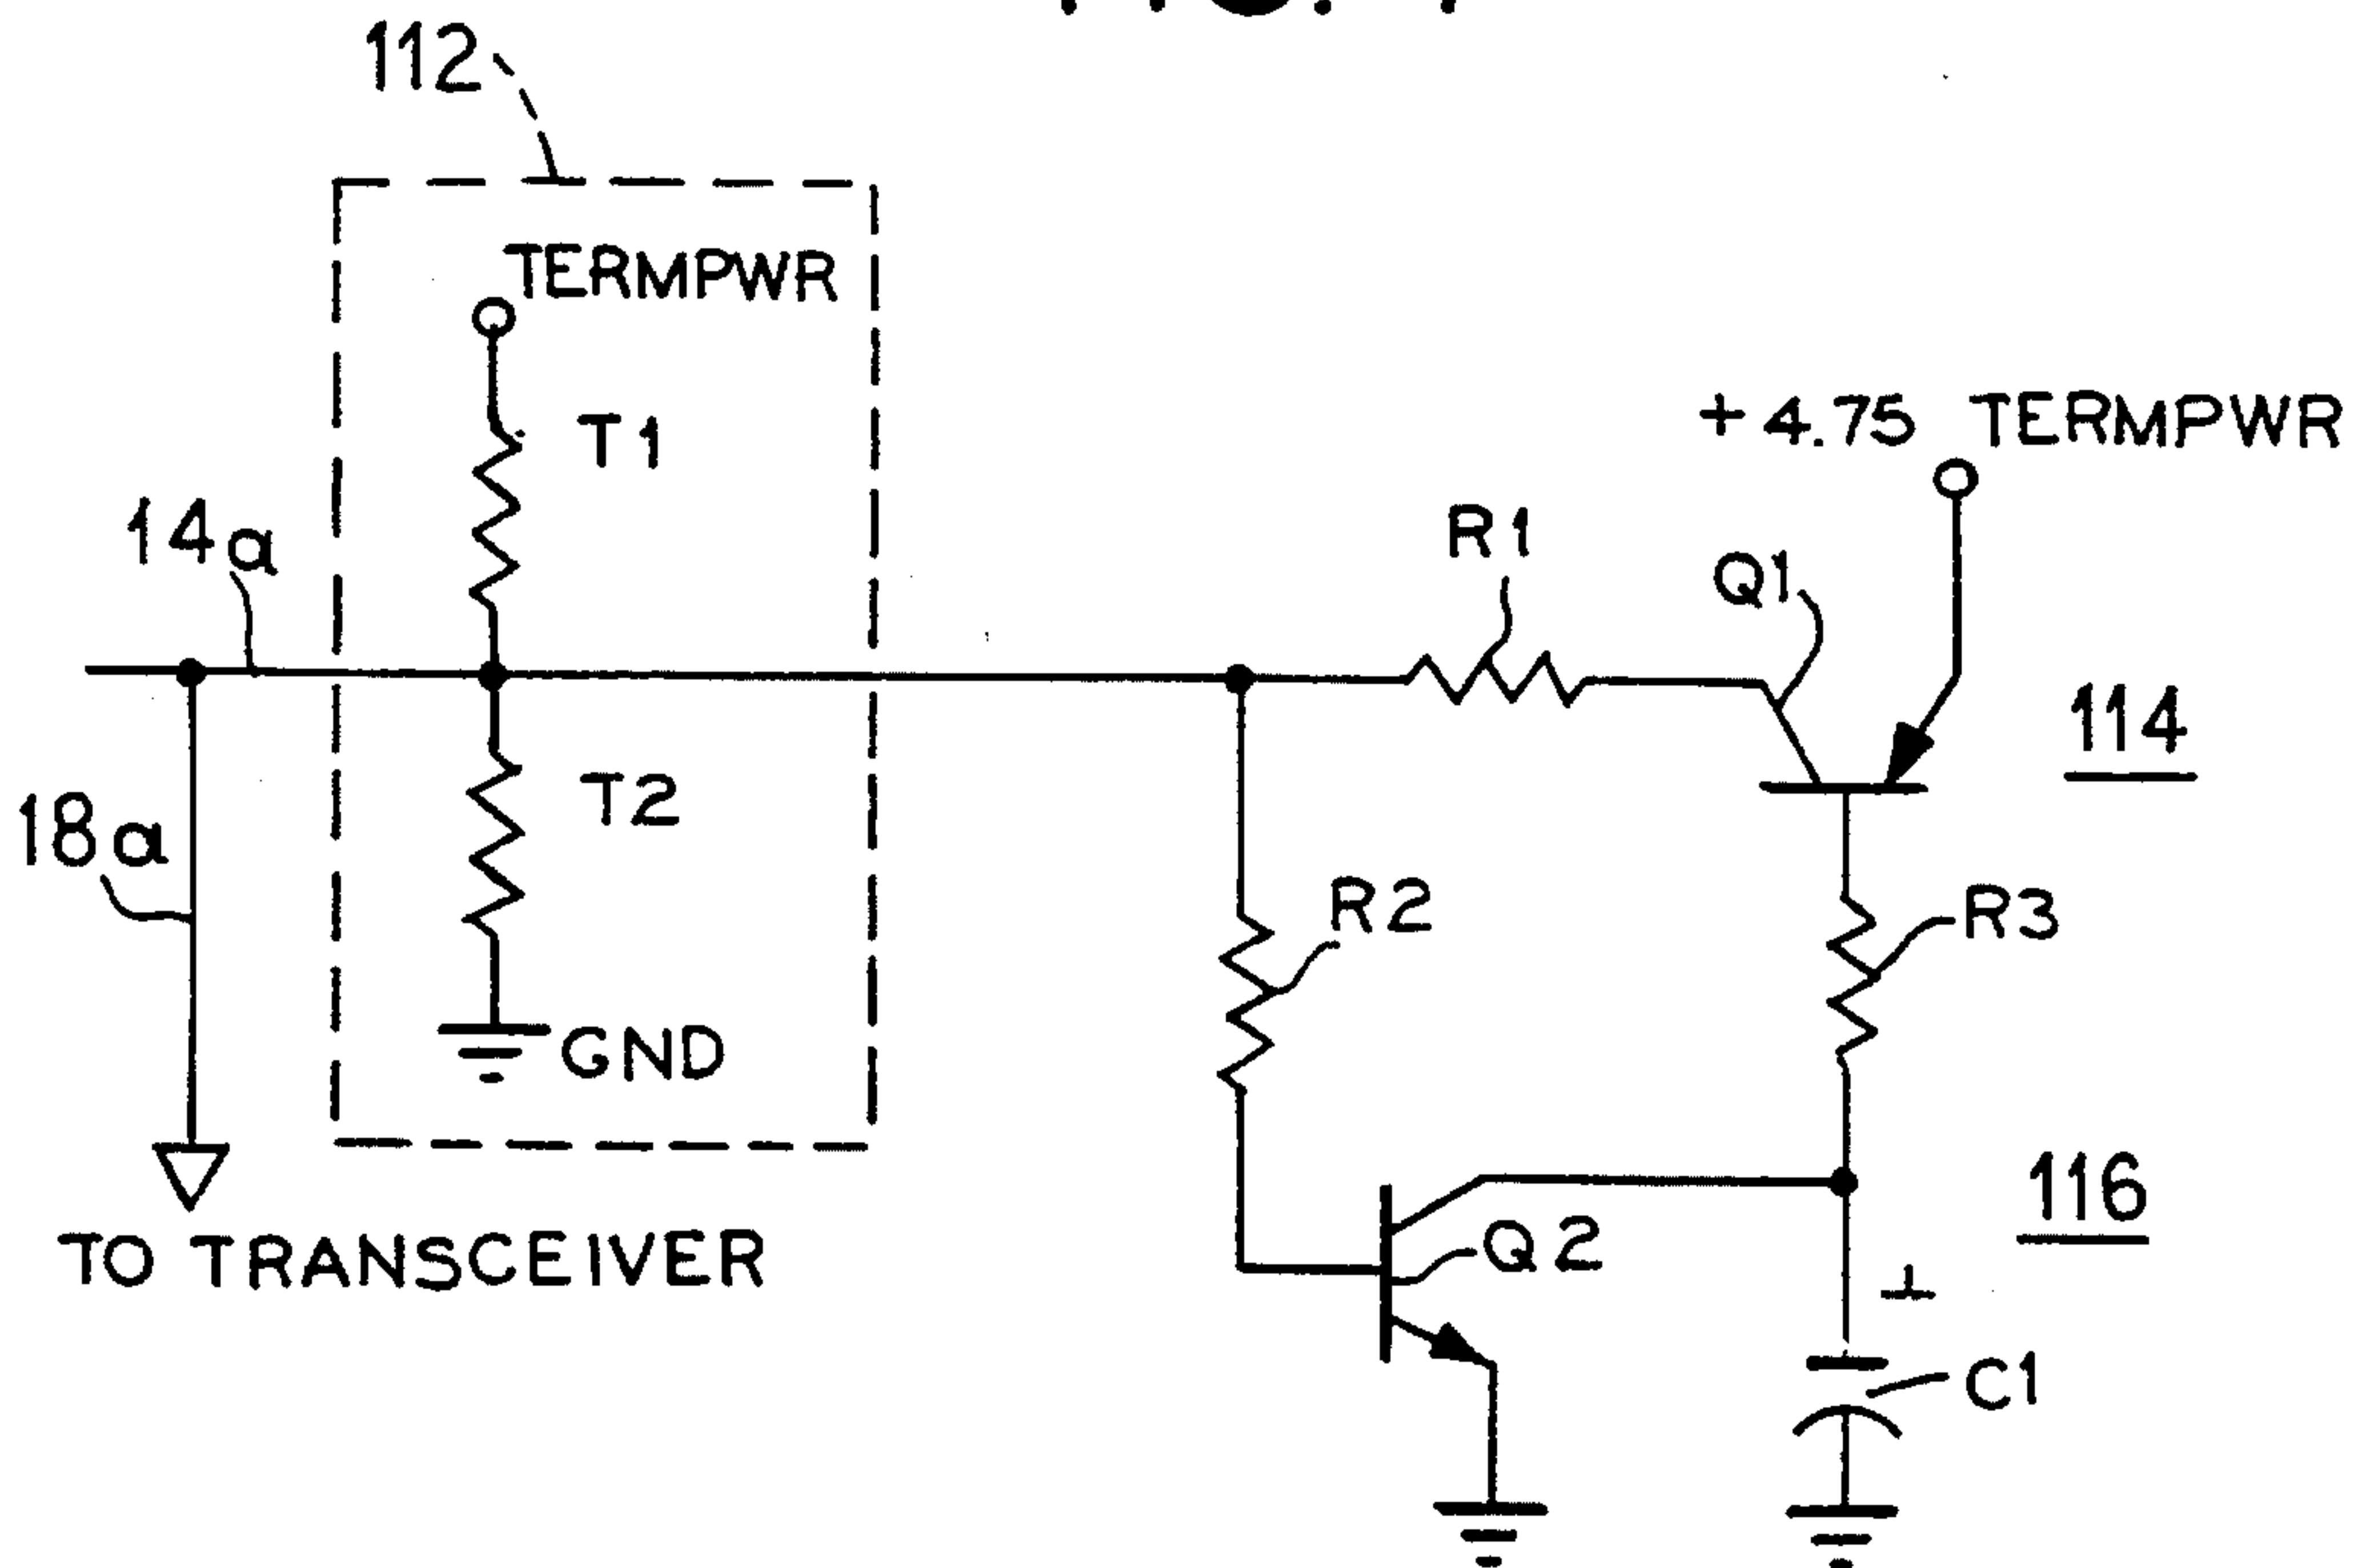 112
TERMPWR
T1
+4.75 TERMPWR
14a
R1
Q1
114
T2
18a
R2
R3
GND
116
Q2
TO TRANSCEIVER
C1